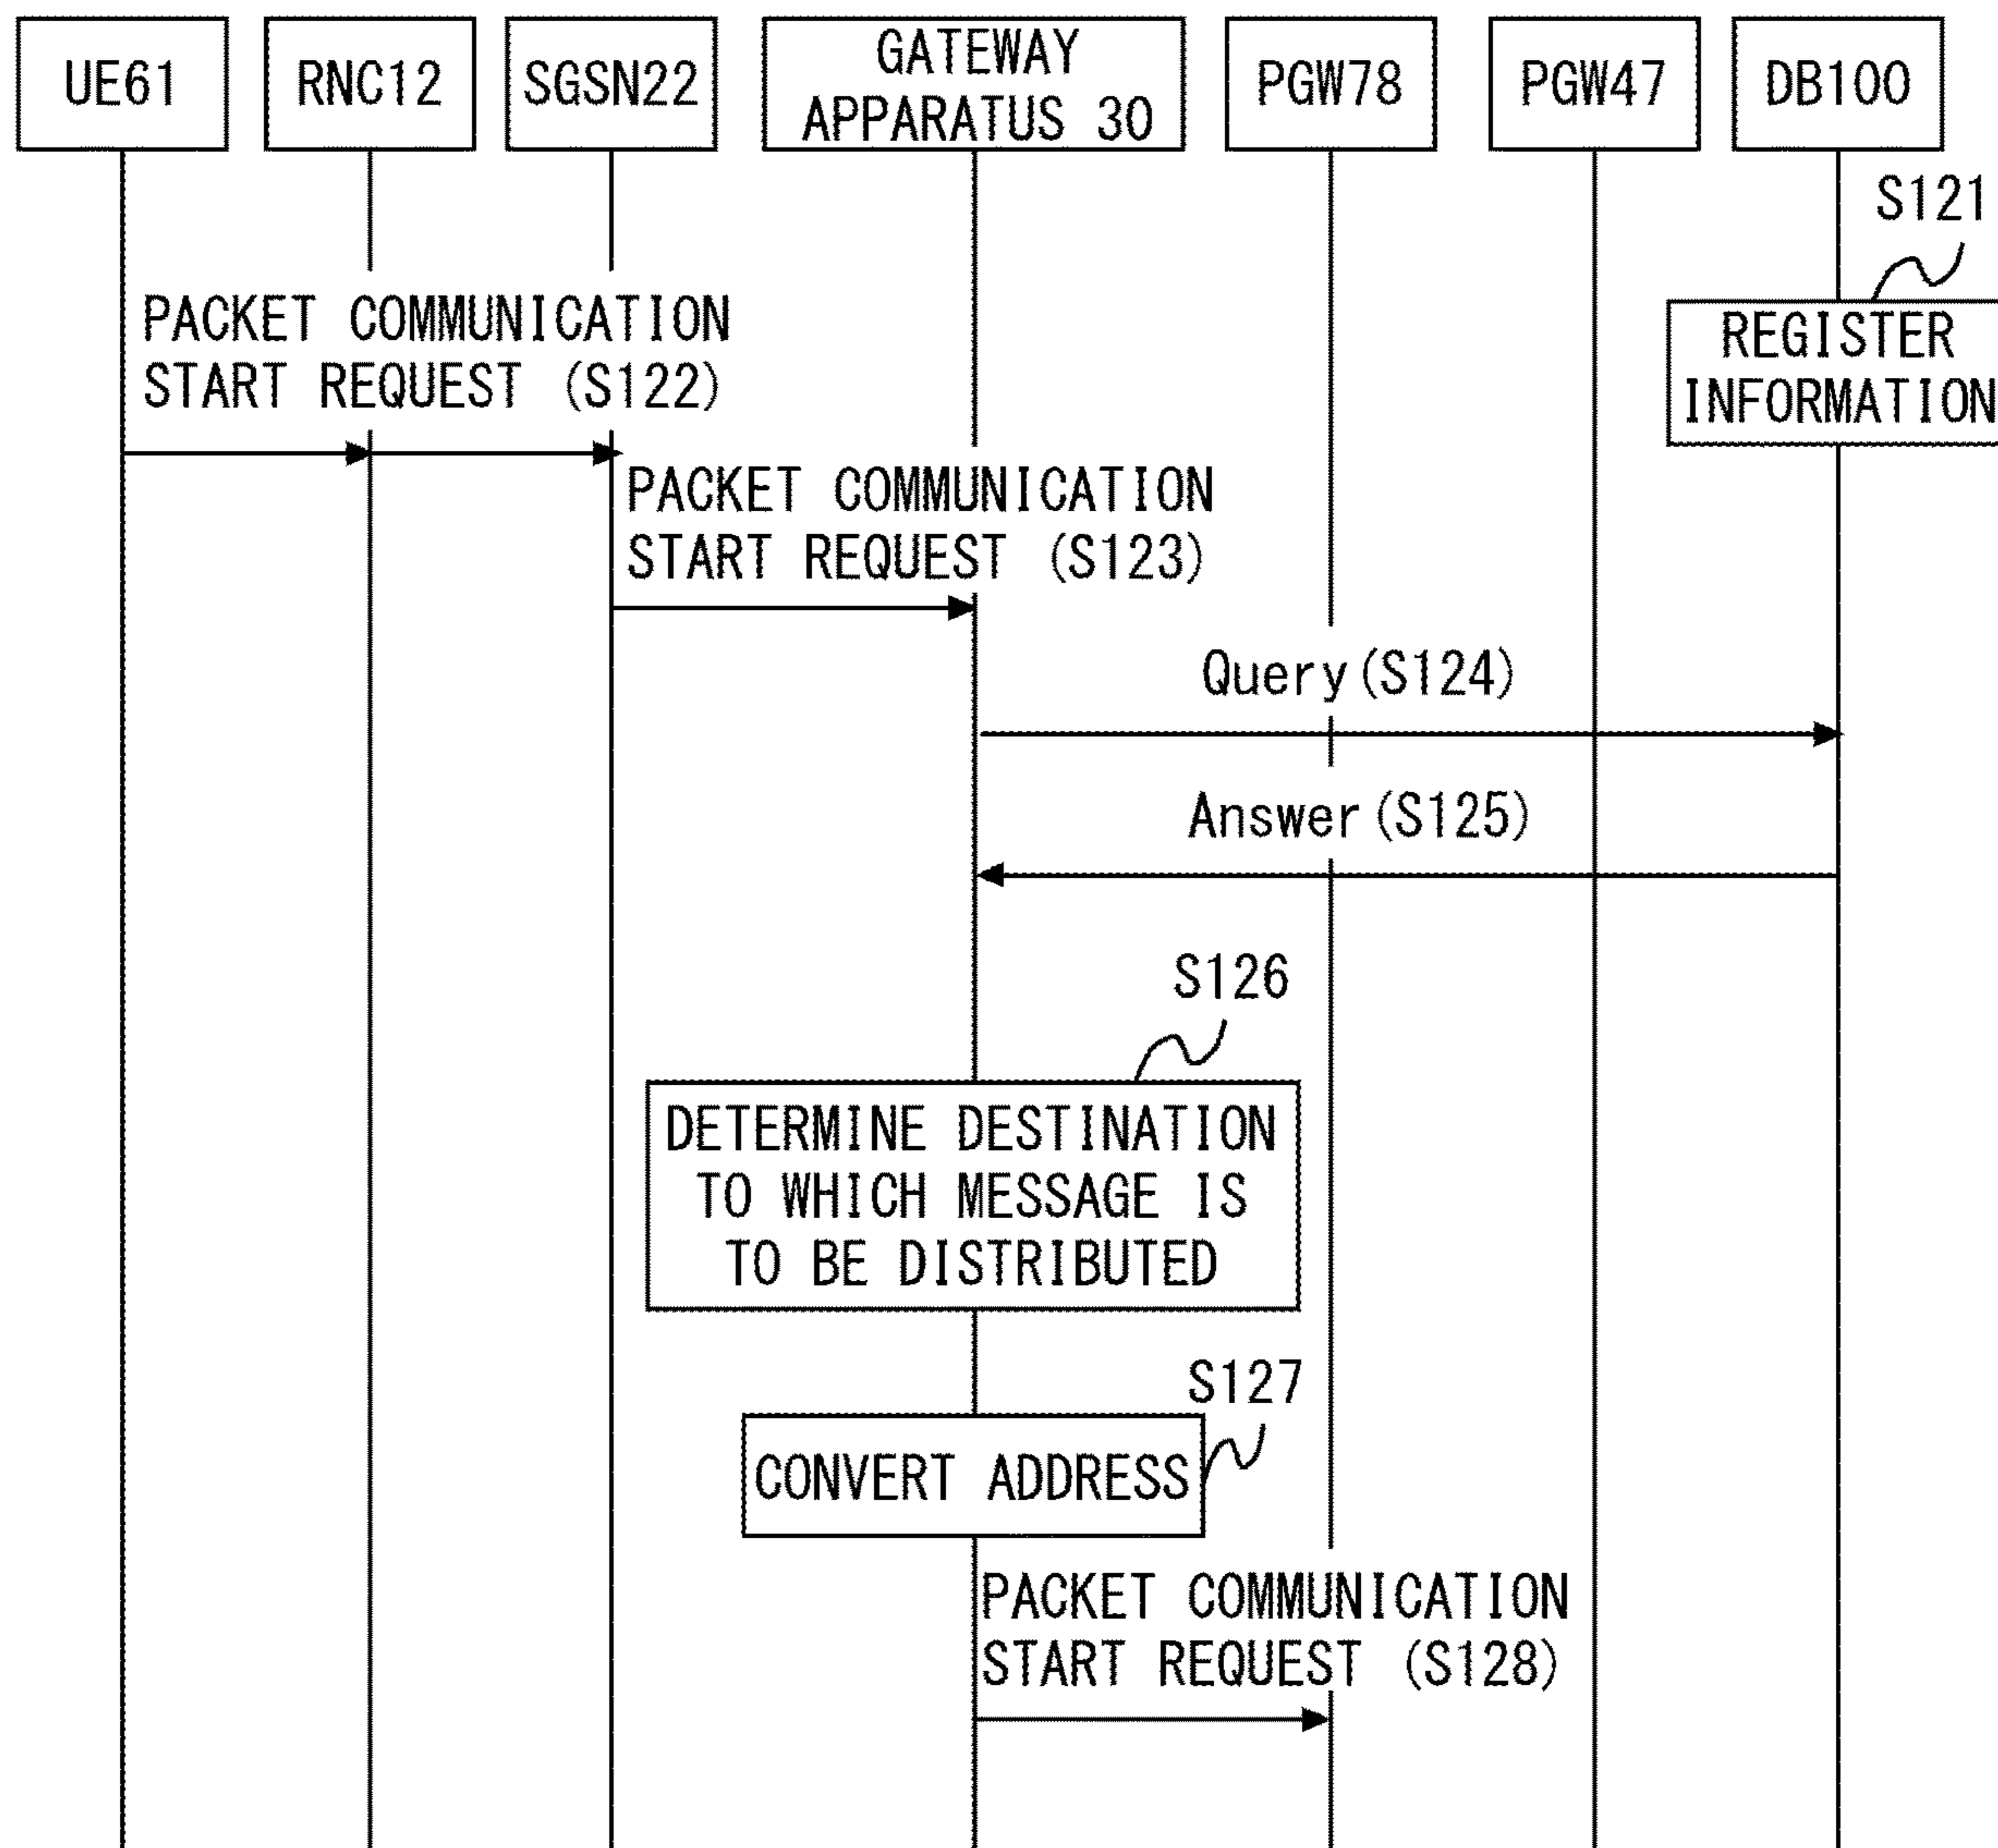 UE61
RNC12
SGSN22
GATEWAY
APPARATUS 30
PGW78
PGW47
DB100
S121
REGISTER
INFORMATION
PACKET COMMUNICATION
START REQUEST (S122)
PACKET COMMUNICATION
START REQUEST (S123)
Query(S124)
Answer(S125)
S126
DETERMINE DESTINATION
TO WHICH MESSAGE IS
TO BE DISTRIBUTED
S127
CONVERT ADDRESS
PACKET COMMUNICATION
START REQUEST (S128)